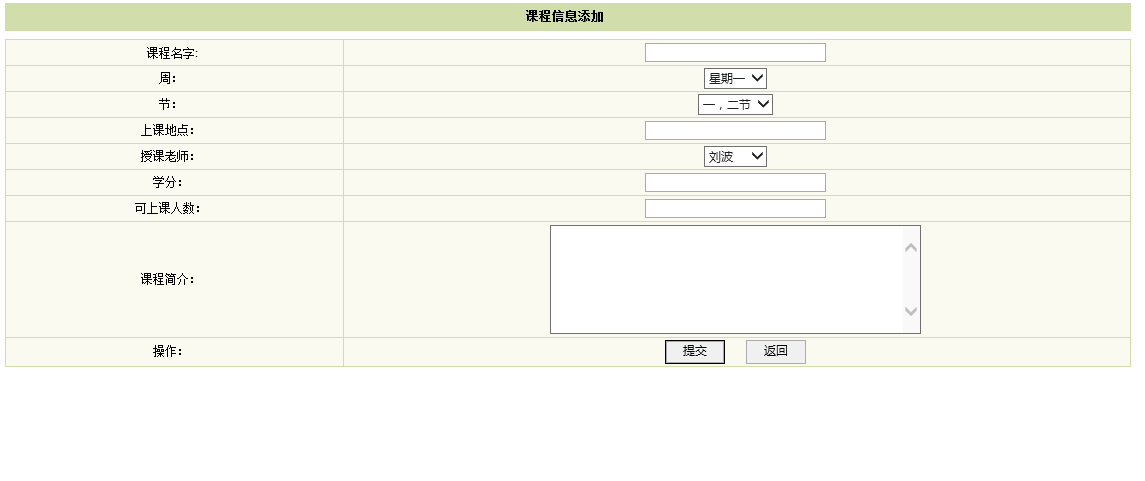 课程信息添加
课程名字:
周： 星期一
节： 一，二节
上课地点：
授课老师： 刘波
学分：
可上课人数：
课程简介：
操作： 提交 返回